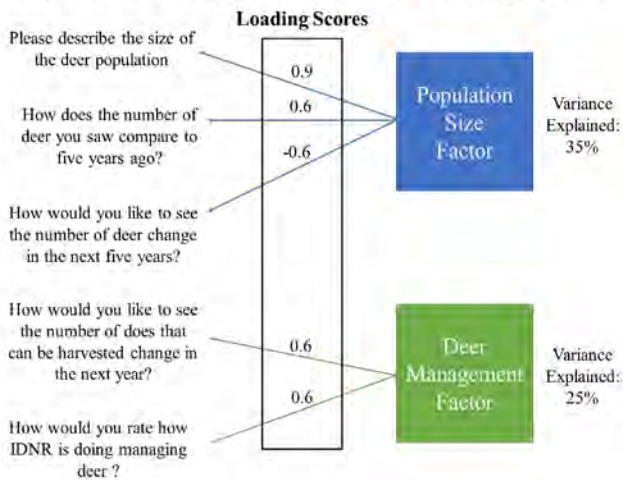 Loading Scores
Please describe the size of
the deer population
0.9
How does the number of
deer you saw compare to
five years ago?
0.6
How would you like to see
the number of deer change
in the next five years?
-0.6
Population
Size
Factor
Variance
Explained:
35%
How would you like to see
the number of does that
can be harvested change in
the next year?
0.6
How would you rate how
IDNR is doing managing
deer ?
0.6
Deer
Management
Factor
Variance
Explained:
25%